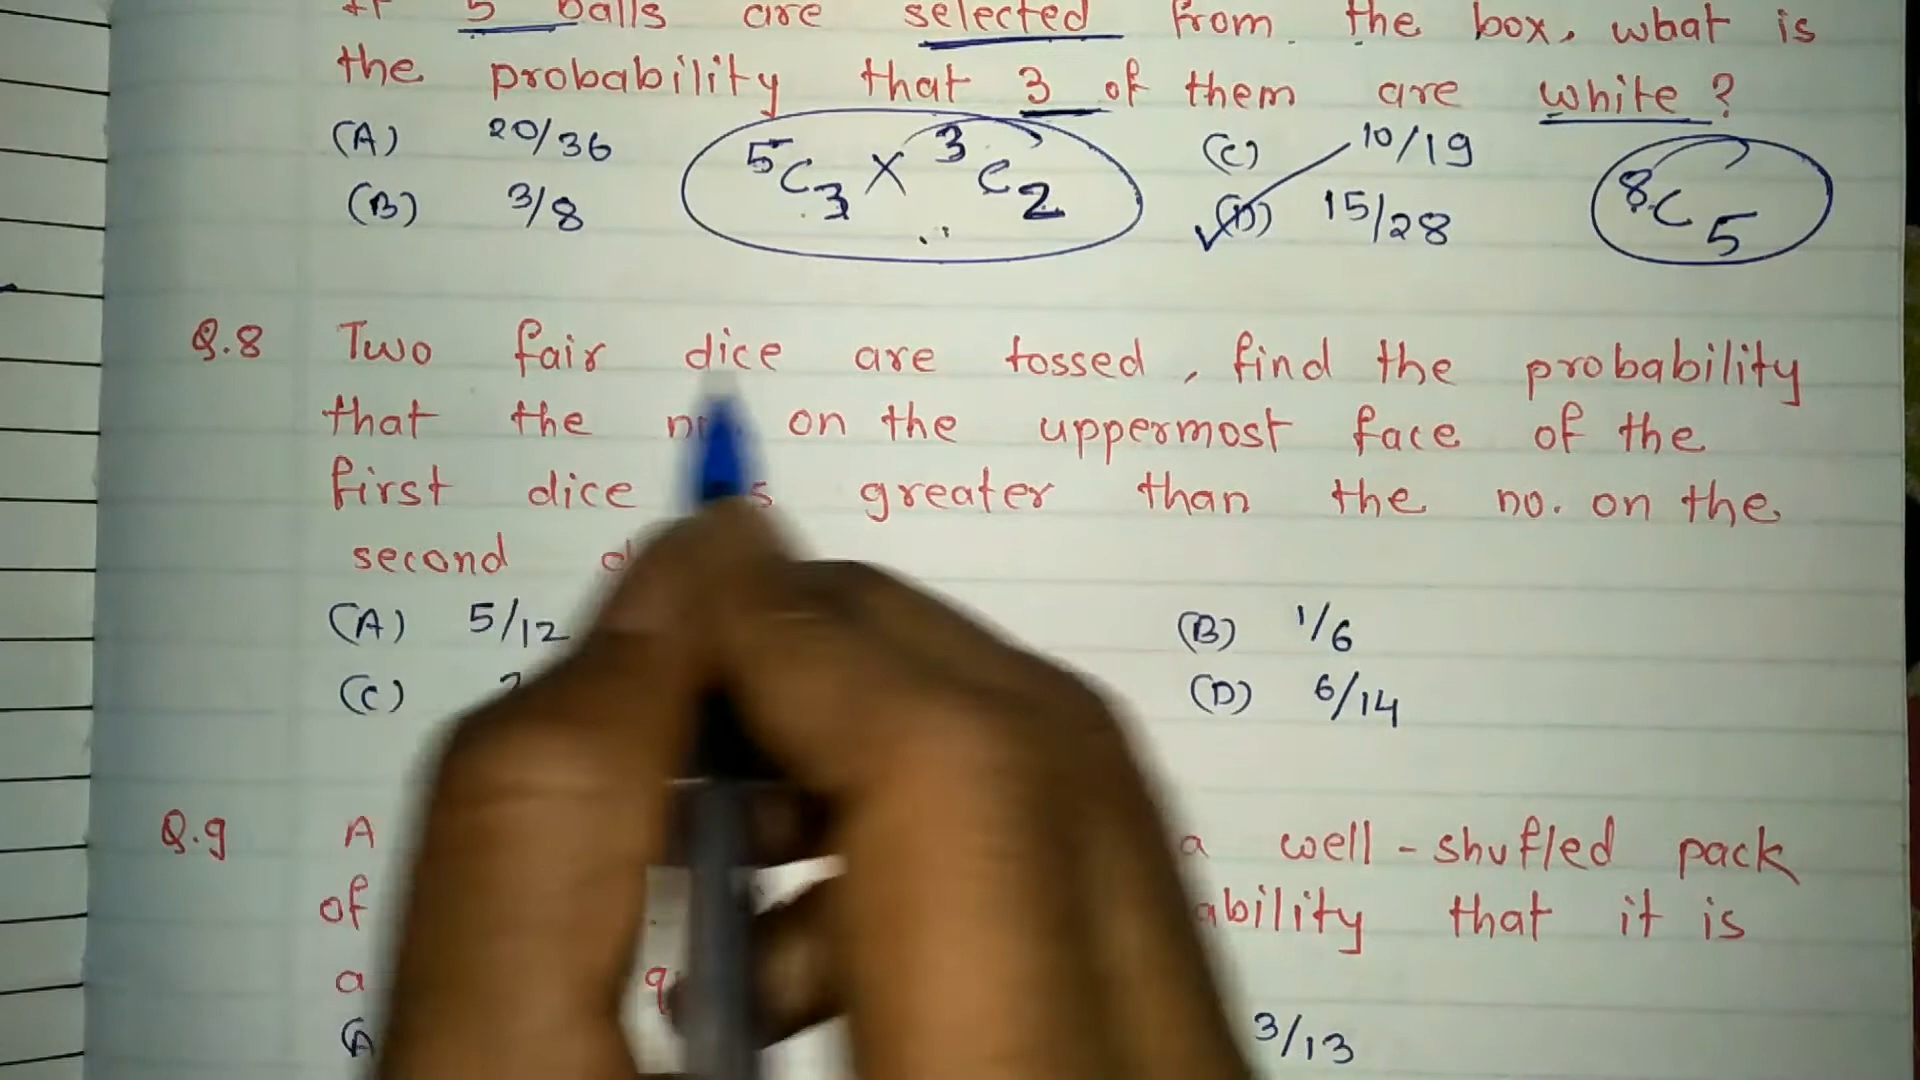 If 5 balls are selected from the box, what is
the probability that 3 of them are white?
(A) 20/36 ⁵C₃ × ³C₂ (C) 10/19 ⁸C₅
(B) 3/8 (D) 15/28
Q.8 Two fair dice are tossed, find the probability
that the on the uppermost face of the
first dice greater than the no. on the
second
(A) 5/12 (B) 1/6
(C) (D) 6/14
Q.9 A a well-shufled pack
of that it is
a
(A 3/13